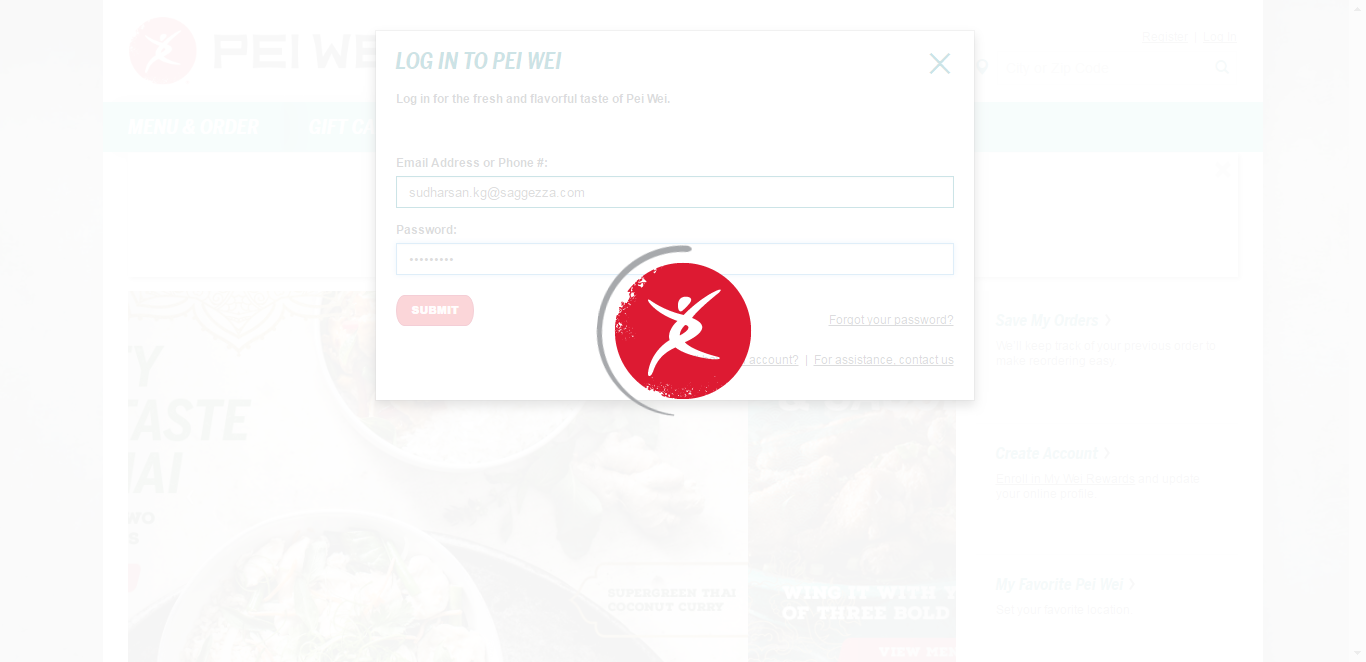 PEI WE
Register | Log In
LOG IN TO PEI WEI
Log in for the fresh and flavorful taste of Pei Wei.
MENU & ORDER
GIFT CA
Email Address or Phone #:
sudharsan.kg@saggezza.com
Password:
•••••••••
SUBMIT
Forgot your password?
account? | For assistance, contact us
TY
TASTE
HAI
WO
S
SUPERGREEN THAI
COCONUT CURRY
WING IT WITH Y
OF THREE BOLD
VIEW ME
Save My Orders
We'll keep track of your previous order to
make reordering easy.
Create Account
Enroll in My Wei Rewards and update
your online profile.
My Favorite Pei Wei
Set your favorite location